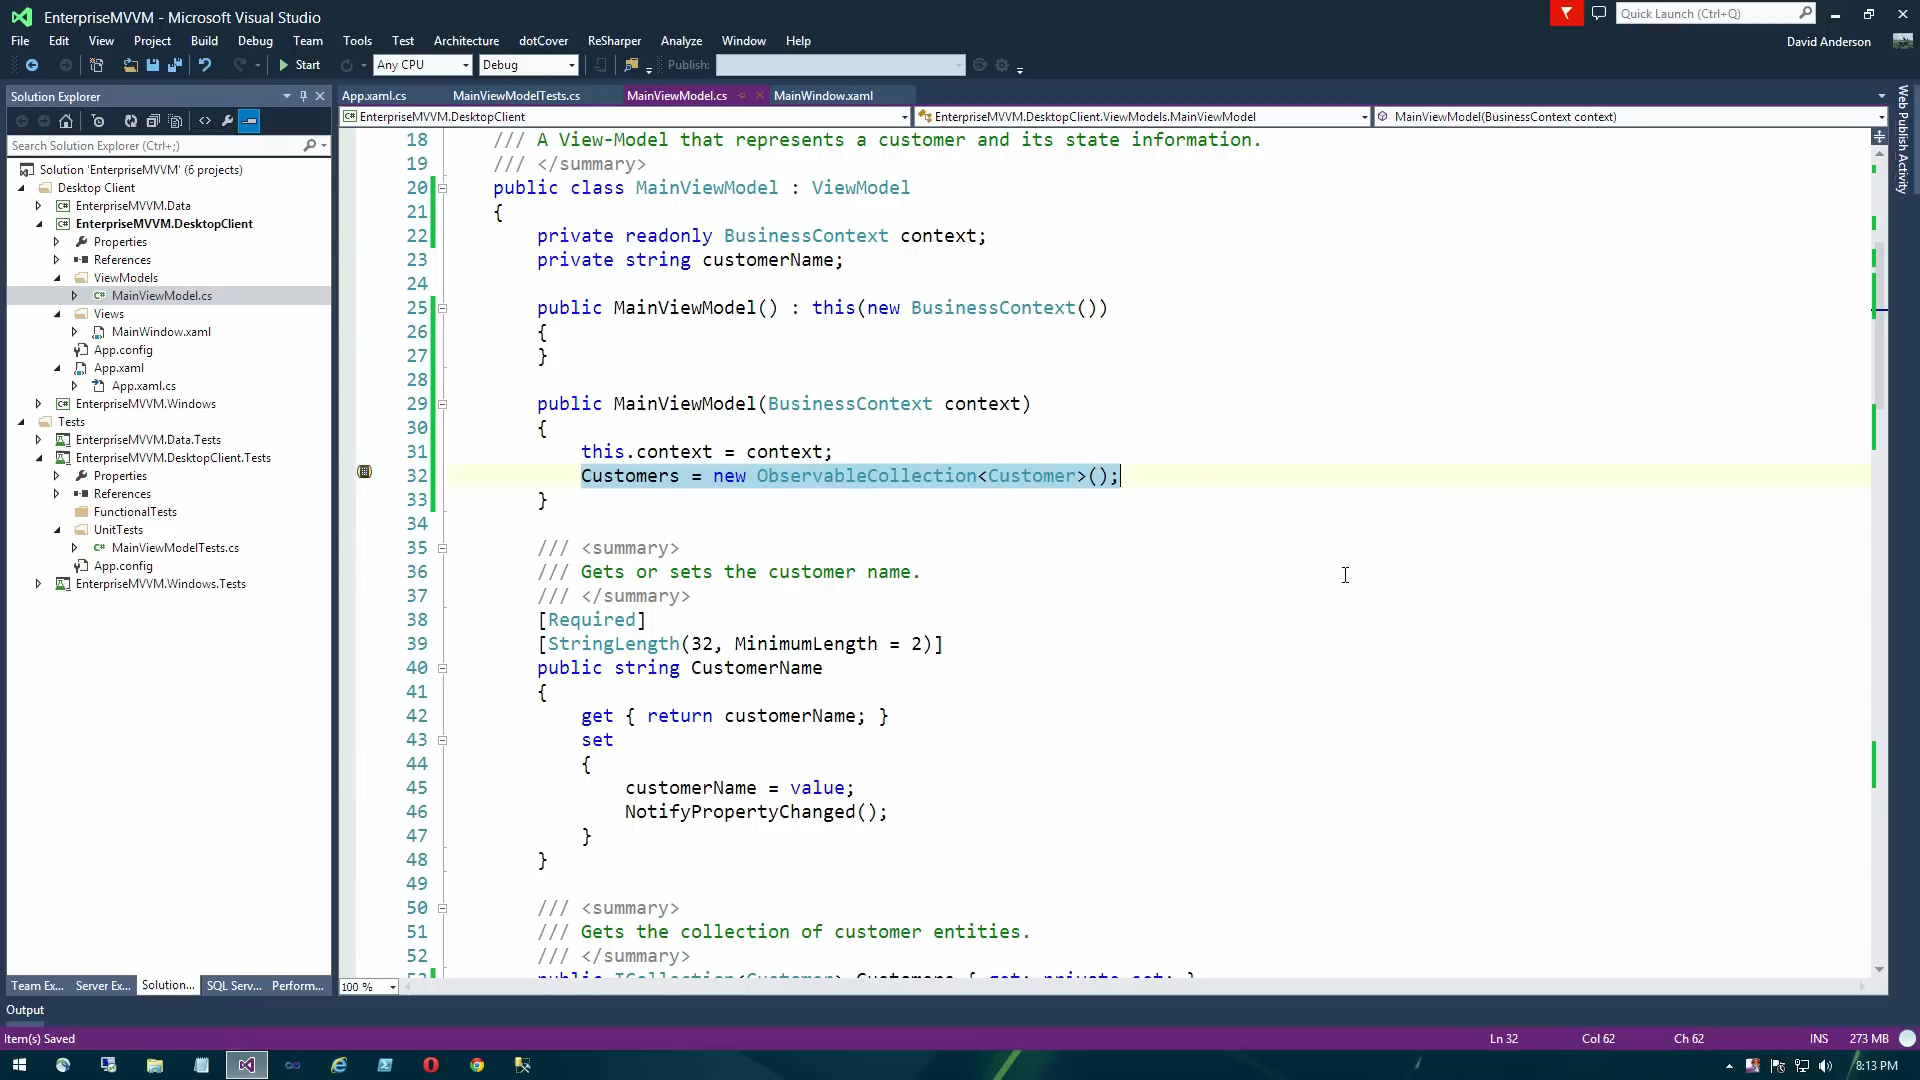 EnterpriseMVVM - Microsoft Visual Studio
Quick Launch (Ctrl+Q)
File Edit View Project Build Debug Team Tools Test Architecture dotCover ReSharper Analyze Window Help
David Anderson
Start Any CPU Debug Publish:
Solution Explorer
App.xaml.cs MainViewModelTests.cs MainViewModel.cs MainWindow.xaml
EnterpriseMVVM.DesktopClient EnterpriseMVVM.DesktopClient.ViewModels.MainViewModel MainViewModel(BusinessContext context)
Search Solution Explorer (Ctrl+;)
Solution 'EnterpriseMVVM' (6 projects)
Desktop Client
EnterpriseMVVM.Data
EnterpriseMVVM.DesktopClient
Properties
References
ViewModels
MainViewModel.cs
Views
MainWindow.xaml
App.config
App.xaml
App.xaml.cs
EnterpriseMVVM.Windows
Tests
EnterpriseMVVM.Data.Tests
EnterpriseMVVM.DesktopClient.Tests
Properties
References
FunctionalTests
UnitTests
MainViewModelTests.cs
App.config
EnterpriseMVVM.Windows.Tests
Team Ex... Server Ex... Solution... SQL Serv... Perform...
18 /// A View-Model that represents a customer and its state information.
19 /// </summary>
20 public class MainViewModel : ViewModel
21 {
22 private readonly BusinessContext context;
23 private string customerName;
24
25 public MainViewModel() : this(new BusinessContext())
26 {
27 }
28
29 public MainViewModel(BusinessContext context)
30 {
31 this.context = context;
32 Customers = new ObservableCollection<Customer>();
33 }
34
35 /// <summary>
36 /// Gets or sets the customer name.
37 /// </summary>
38 [Required]
39 [StringLength(32, MinimumLength = 2)]
40 public string CustomerName
41 {
42 get { return customerName; }
43 set
44 {
45 customerName = value;
46 NotifyPropertyChanged();
47 }
48 }
49
50 /// <summary>
51 /// Gets the collection of customer entities.
52 /// </summary>
53 public ICollection<Customer> Customers { get; private set; }
100 %
Web Publish Activity
Output
Item(s) Saved Ln 32 Col 62 Ch 62 INS 273 MB
8:13 PM